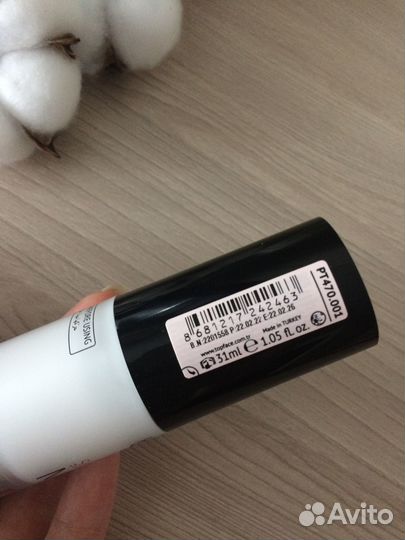 PT470.001
8 681217 242463
B.N:2201558 P:22.02.22 E:22.02.26
www.topface.com.tr Made in TURKEY
31ml ℮ 1.05 fl. oz.
USING
Avito